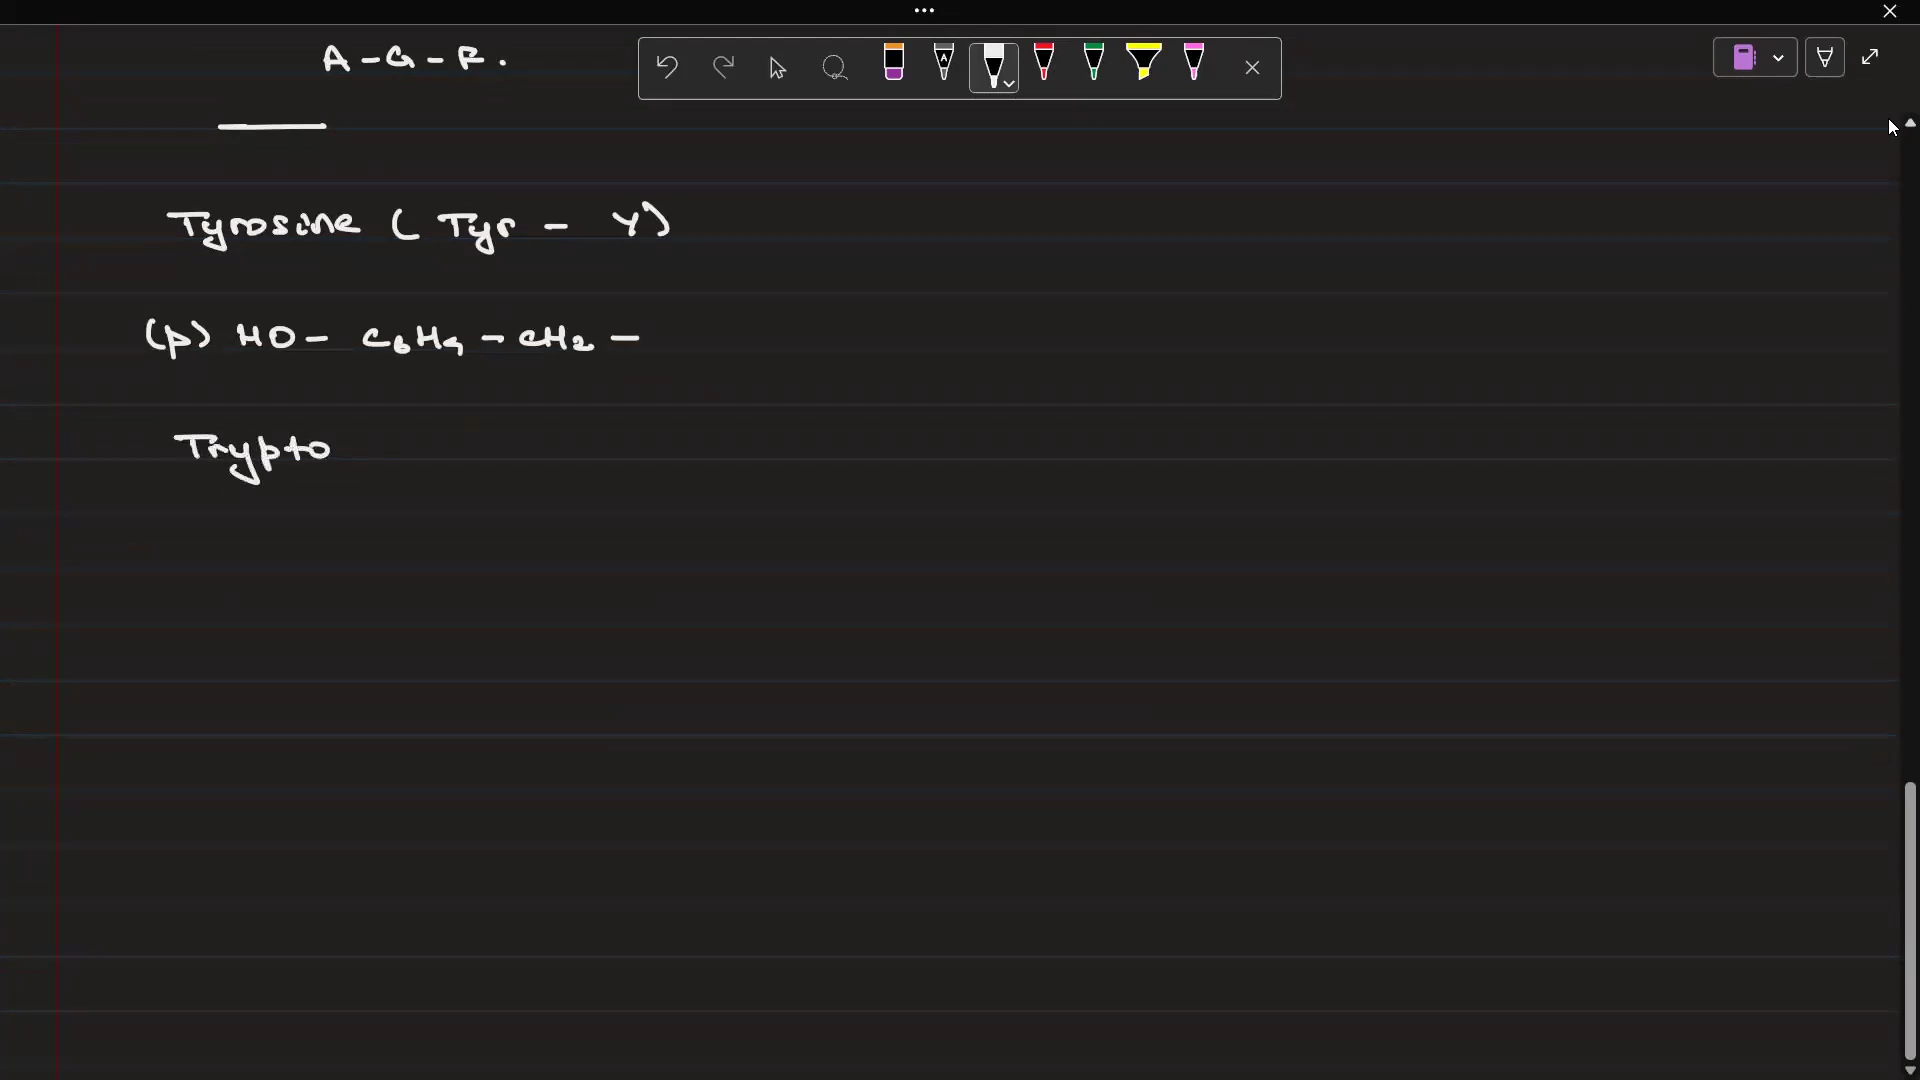 A - G - F.
Tyrosine ( Tyr - Y)
(p) HO - C6H4 - CH2 -
Trypto